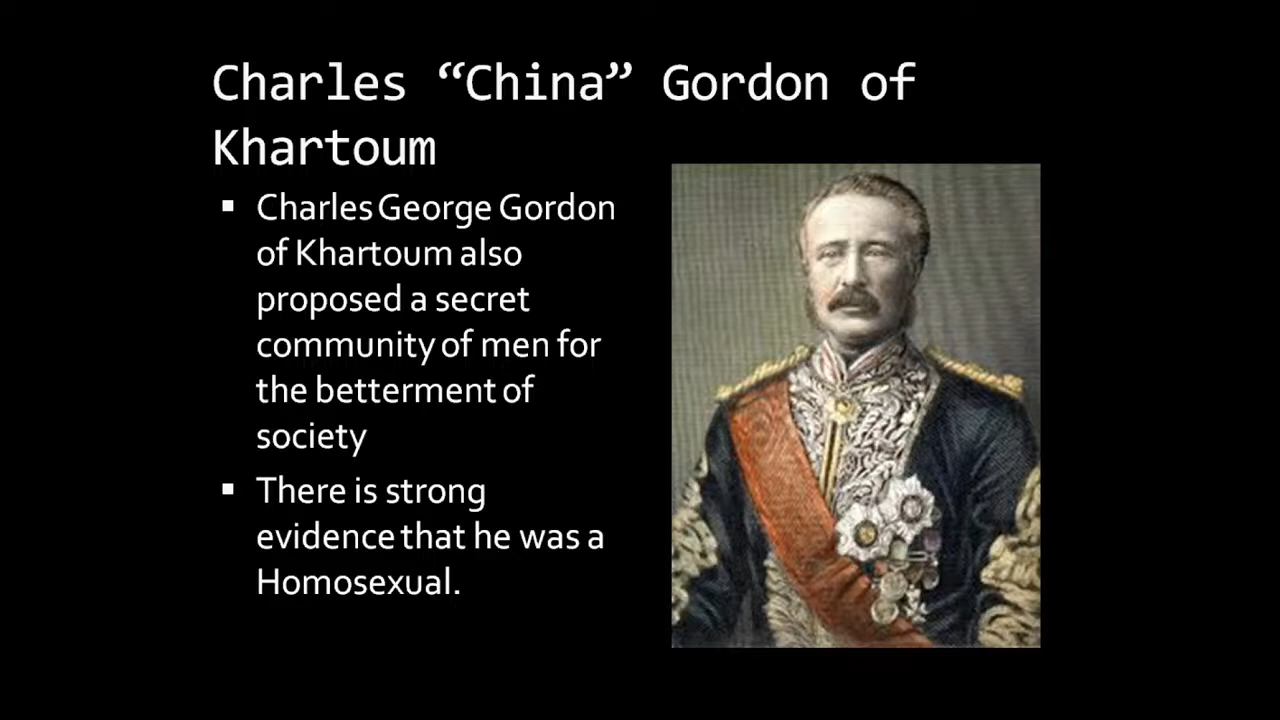 Charles “China” Gordon of
Khartoum
▪ Charles George Gordon
of Khartoum also
proposed a secret
community of men for
the betterment of
society
▪ There is strong
evidence that he was a
Homosexual.